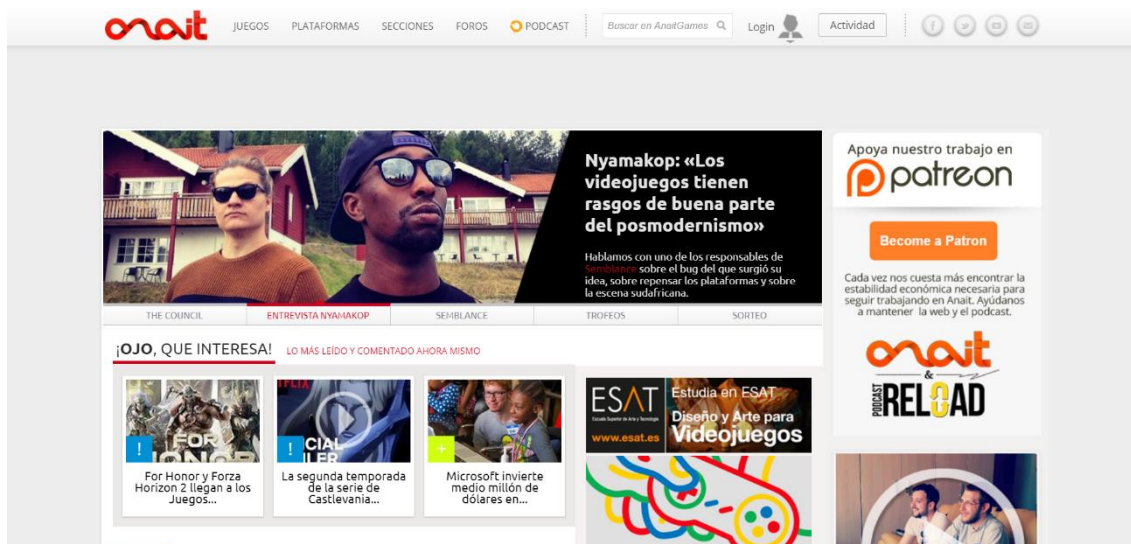 anait
JUEGOS PLATAFORMAS SECCIONES FOROS PODCAST Buscar en AnaitGames Login Actividad
Nyamakop: «Los
videojuegos tienen
rasgos de buena parte
del posmodernismo»
Hablamos con uno de los responsables de
Semblance sobre el bug del que surgió su
idea, sobre repensar los plataformas y sobre
la escena sudafricana.
THE COUNCIL ENTREVISTA NYAMAKOP SEMBLANCE TROFEOS SORTEO
Apoya nuestro trabajo en
patreon
Become a Patron
Cada vez nos cuesta más encontrar la
estabilidad económica necesaria para
seguir trabajando en Anait. Ayúdanos
a mantener la web y el podcast.
anait
&
PODCAST RELOAD
¡OJO, QUE INTERESA! LO MÁS LEÍDO Y COMENTADO AHORA MISMO
FOR
HONOR
For Honor y Forza
Horizon 2 llegan a los
Juegos...
La segunda temporada
de la serie de
Castlevania...
Microsoft invierte
medio millón de
dólares en...
ESAT
Escuela Superior de Arte y Tecnología
www.esat.es
Estudia en ESAT
Diseño y Arte para
Videojuegos